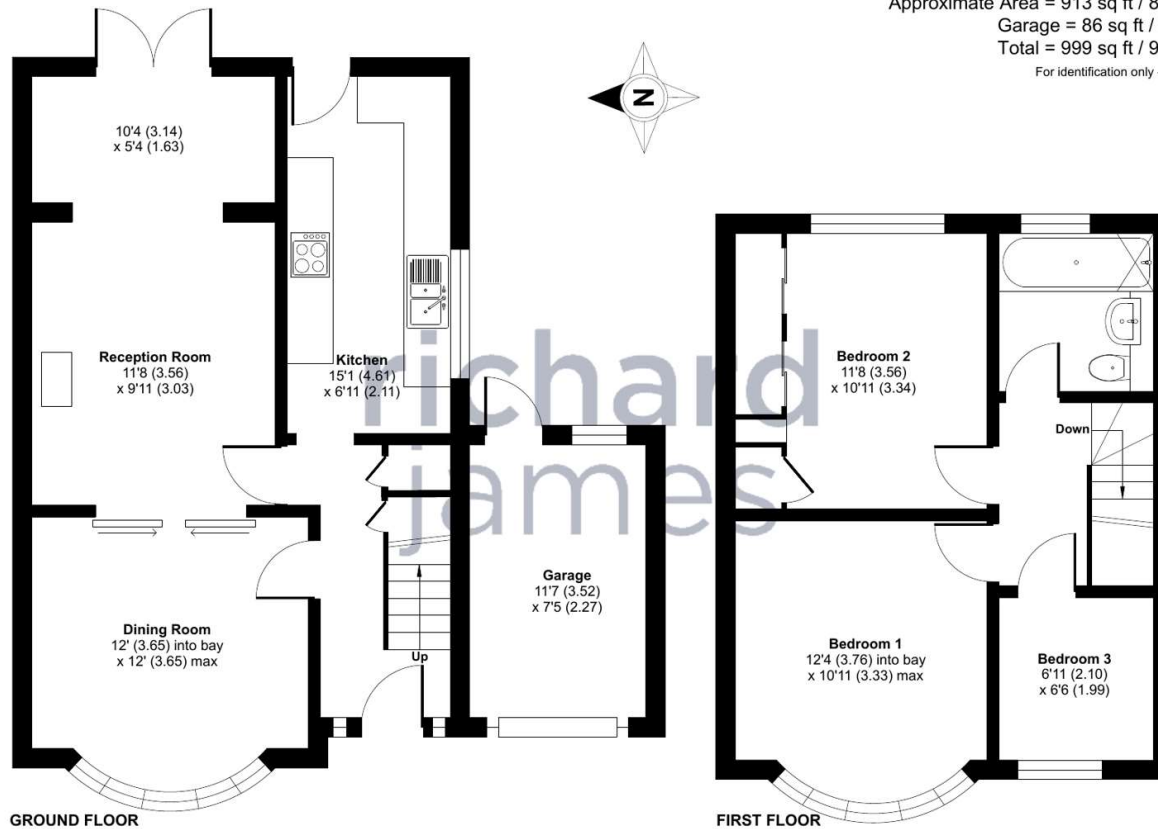 Approximate Area = 913 sq ft / 8
Garage = 86 sq ft /
Total = 999 sq ft / 9
For identification only
N
10'4 (3.14)
x 5'4 (1.63)
Reception Room
11'8 (3.56)
x 9'11 (3.03)
Kitchen
15'1 (4.61)
x 6'11 (2.11)
Dining Room
12' (3.65) into bay
x 12' (3.65) max
Up
Garage
11'7 (3.52)
x 7'5 (2.27)
GROUND FLOOR
Bedroom 2
11'8 (3.56)
x 10'11 (3.34)
Down
Bedroom 1
12'4 (3.76) into bay
x 10'11 (3.33) max
Bedroom 3
6'11 (2.10)
x 6'6 (1.99)
FIRST FLOOR
richard
james